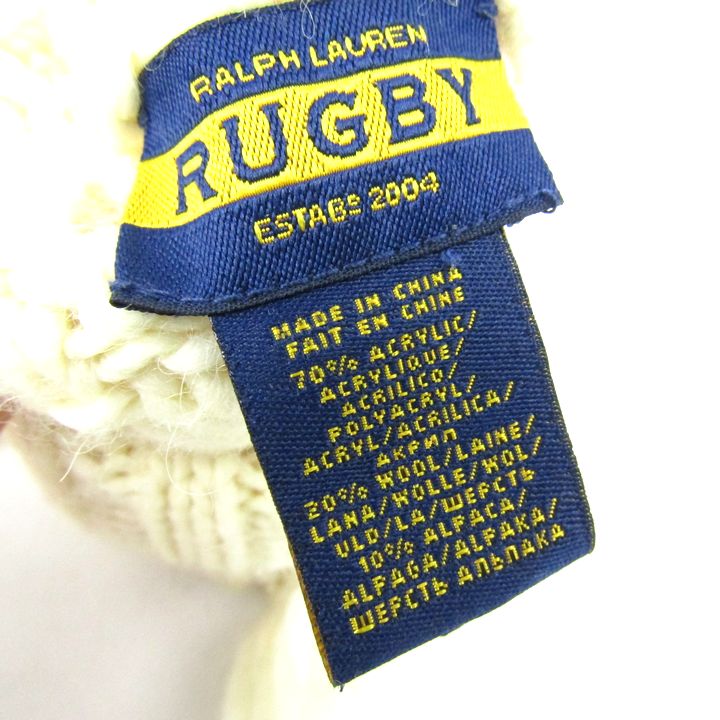 RALPH LAUREN
RUGBY
ESTABS 2004
MADE IN CHINA
FAIT EN CHINE
70% ACRYLIC/
ACRYLIQUE/
ACRILICO/
POLYACRYL/
ACRYL/ACRILICA/
АКРИЛ
20% WOOL/LAINE/
LANA/WOLLE/WOL/
ULD/LA/ШЕРСТЬ
10% ALPACA/
ALPAGA/ALPAKA/
ШЕРСТЬ АЛЬПАКА